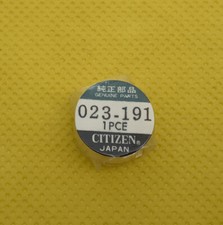 純正部品
GENUINE PARTS
023-191
1PCE
CITIZEN®
JAPAN